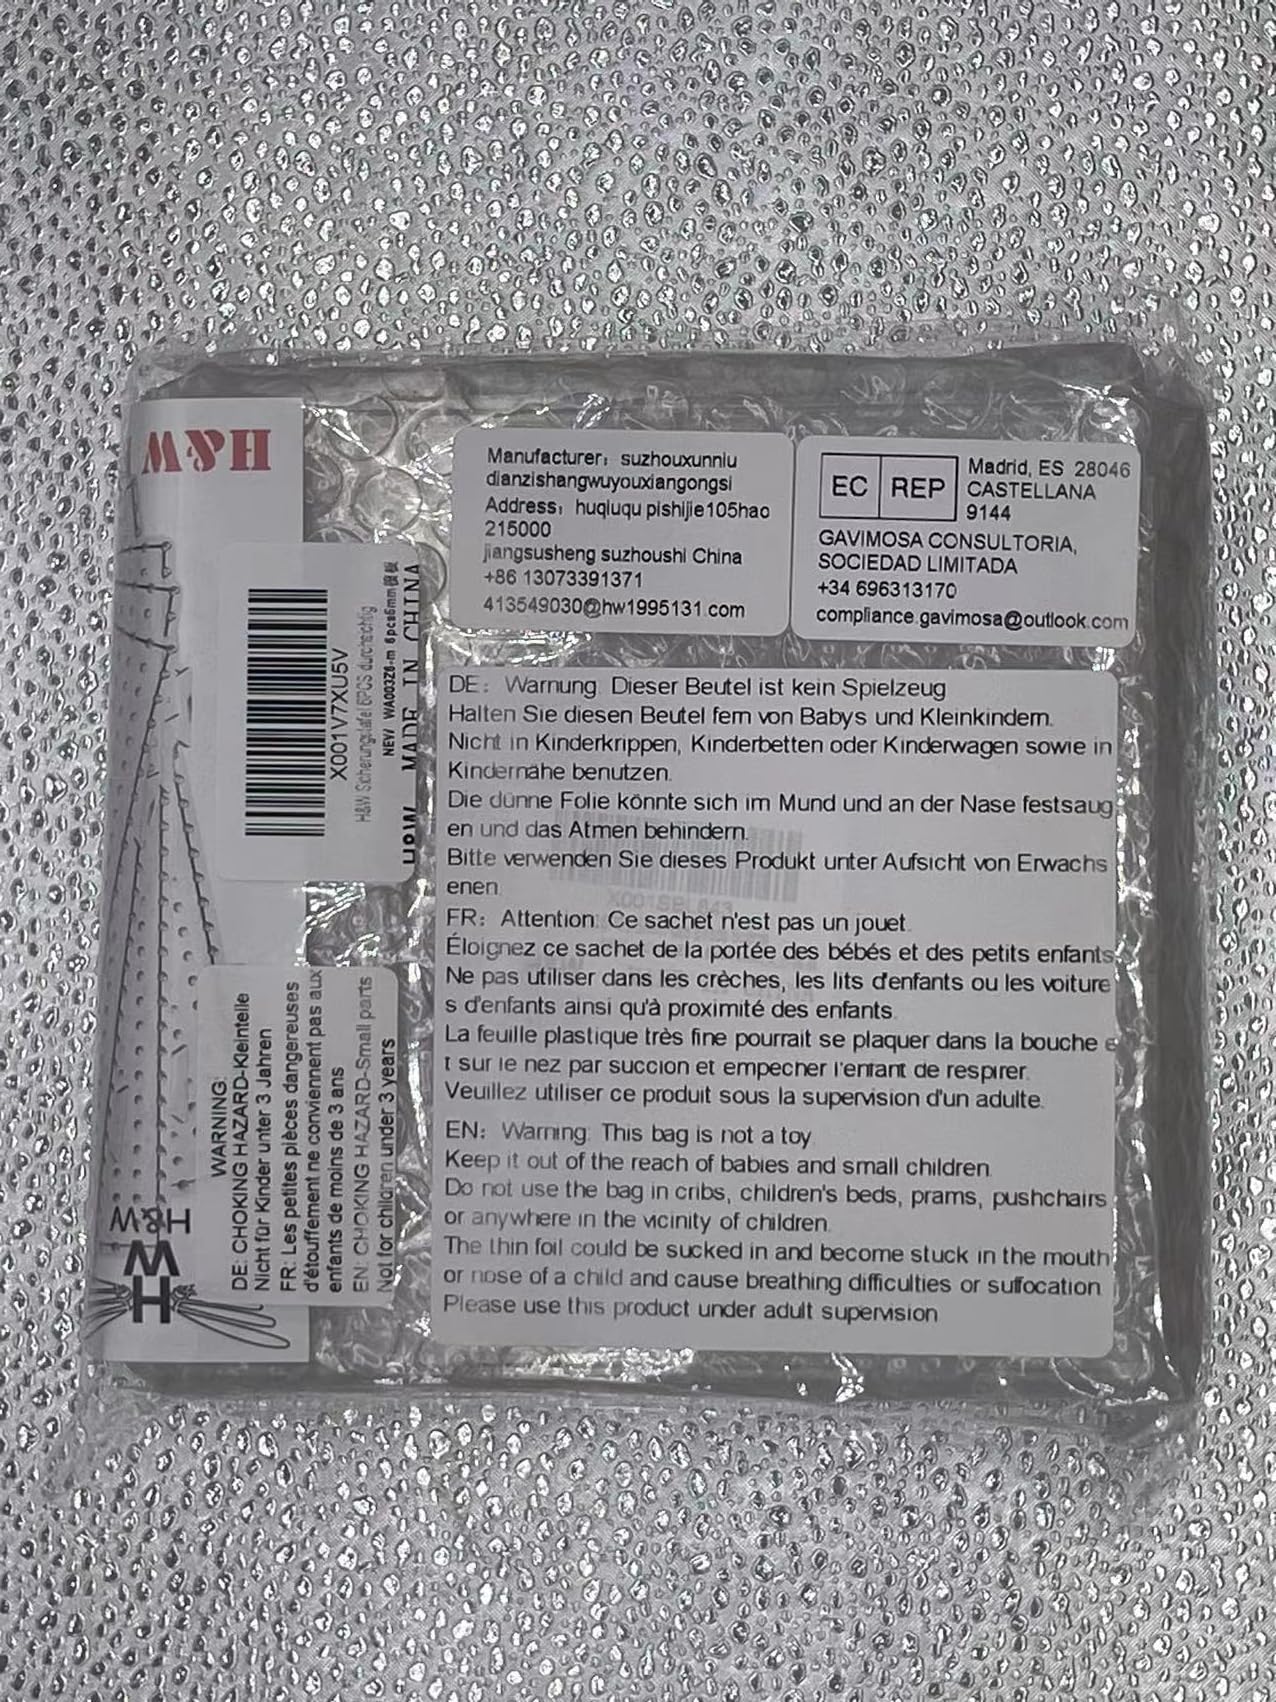 H&W
Manufacturer: suzhouxunniu
dianzishangwuyouxiangongsi
Address: huqiuqu pishijie105hao
215000
jiangsusheng suzhoushi China
+86 13073391371
413549030@hw1995131.com
EC REP
Madrid, ES 28046
CASTELLANA
9144
GAVIMOSA CONSULTORIA,
SOCIEDAD LIMITADA
+34 696313170
compliance.gavimosa@outlook.com
X001V7XU5V
H&W Sicherungstafel 6PCS durchsichtig
NEW WA003Z6-m 6pcs6mm模板
H&W MADE IN CHINA
DE: Warnung. Dieser Beutel ist kein Spielzeug
Halten Sie diesen Beutel fern von Babys und Kleinkindern.
Nicht in Kinderkrippen, Kinderbetten oder Kinderwagen sowie in
Kindernähe benutzen.
Die dünne Folie könnte sich im Mund und an der Nase festsaug
en und das Atmen behindern.
Bitte verwenden Sie dieses Produkt unter Aufsicht von Erwachs
enen.
FR: Attention: Ce sachet n'est pas un jouet.
Éloignez ce sachet de la portée des bébés et des petits enfants.
Ne pas utiliser dans les crèches, les lits d'enfants ou les voiture
s d'enfants ainsi qu'à proximité des enfants.
La feuille plastique très fine pourrait se plaquer dans la bouche e
t sur le nez par succion et empecher l'enfant de respirer.
Veuillez utiliser ce produit sous la supervision d'un adulte.
EN: Warning: This bag is not a toy.
Keep it out of the reach of babies and small children.
Do not use the bag in cribs, children's beds, prams, pushchairs
or anywhere in the vicinity of children.
The thin foil could be sucked in and become stuck in the mouth
or nose of a child and cause breathing difficulties or suffocation.
Please use this product under adult supervision
WARNING:
DE: CHOKING HAZARD-Kleinteile
Nicht für Kinder unter 3 Jahren
FR: Les petites pièces dangereuses
d'étouffement ne conviennent pas aux
enfants de moins de 3 ans
EN: CHOKING HAZARD-Small parts
Not for children under 3 years
H&W
H
W